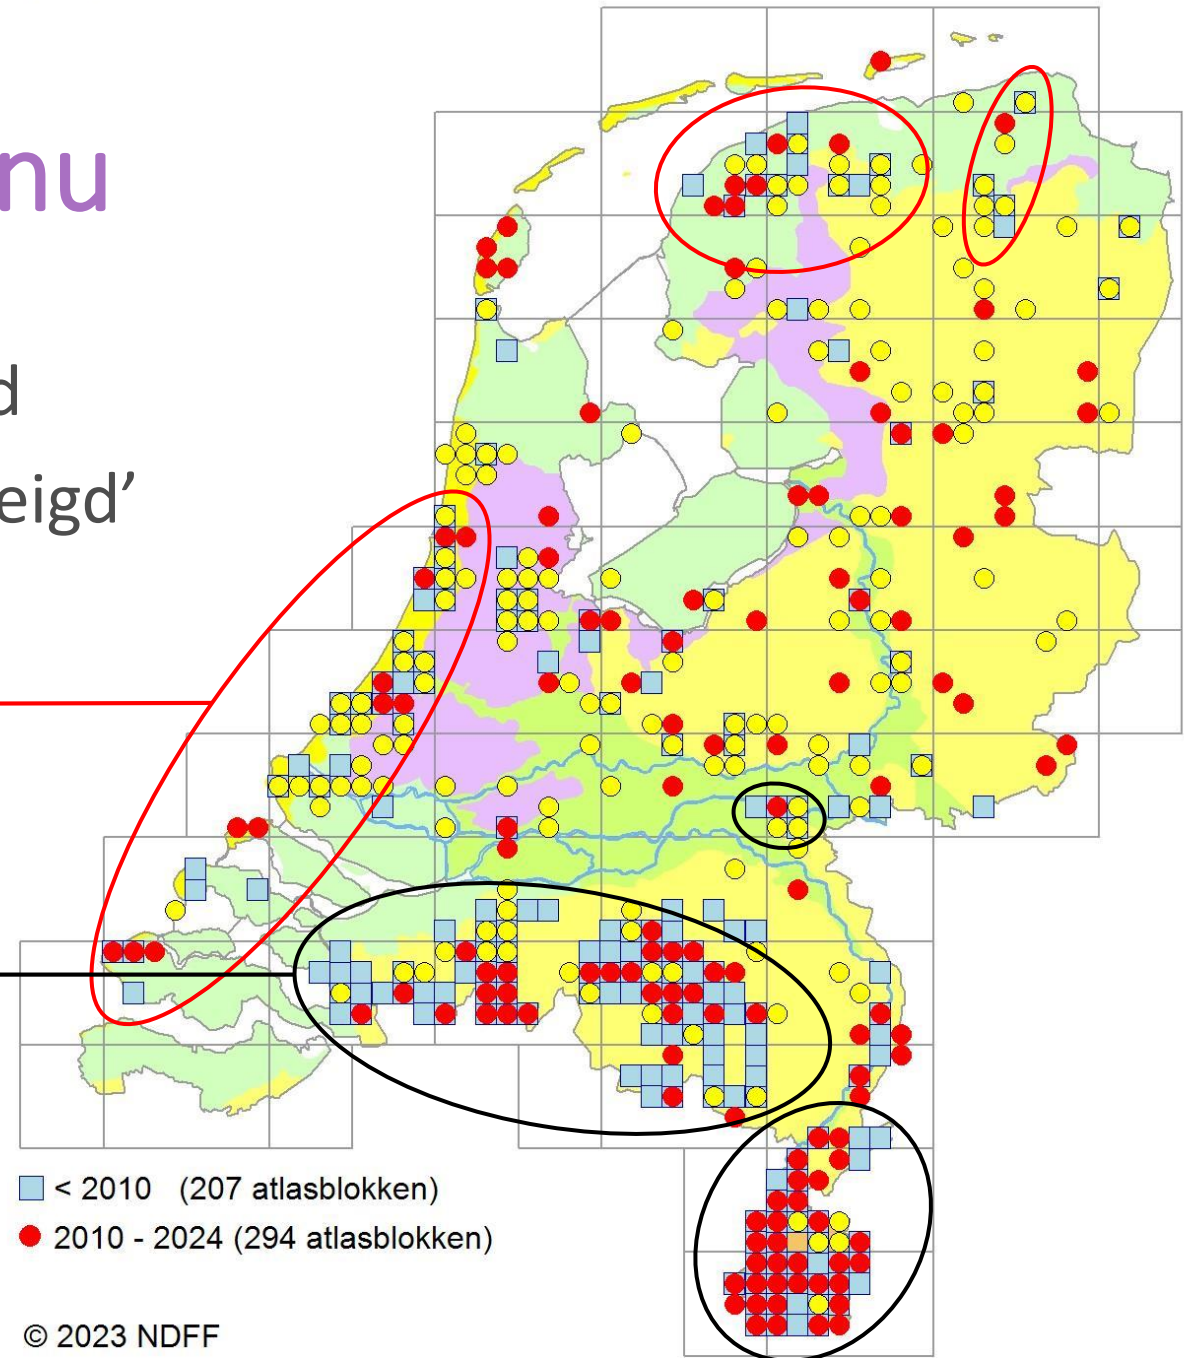 nu
d
eigd’
< 2010 (207 atlasblokken)
2010 - 2024 (294 atlasblokken)
© 2023 NDFF